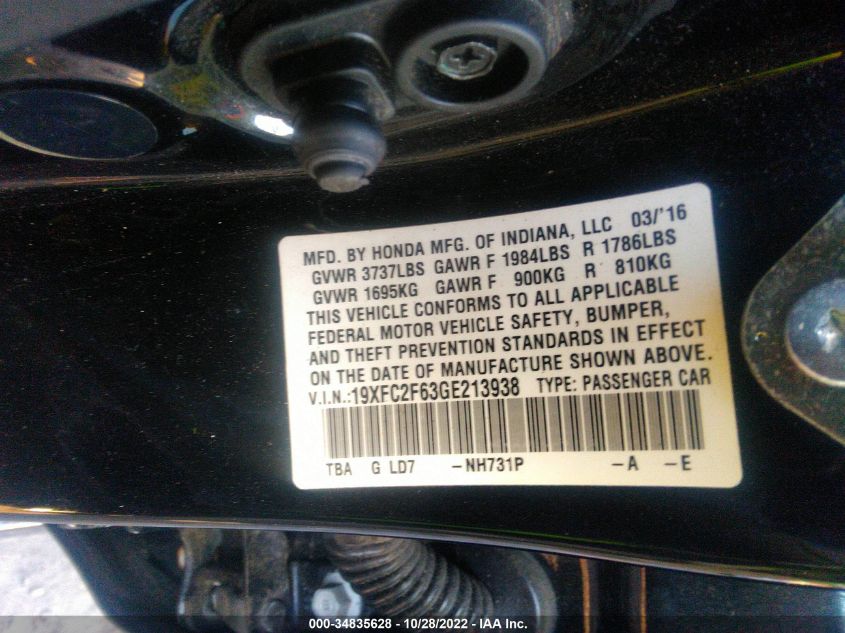 MFD. BY HONDA MFG. OF INDIANA, LLC 03/'16
GVWR 3737LBS GAWR F 1984LBS R 1786LBS
GVWR 1695KG GAWR F 900KG R 810KG
THIS VEHICLE CONFORMS TO ALL APPLICABLE
FEDERAL MOTOR VEHICLE SAFETY, BUMPER,
AND THEFT PREVENTION STANDARDS IN EFFECT
ON THE DATE OF MANUFACTURE SHOWN ABOVE.
V.I.N.:19XFC2F63GE213938 TYPE: PASSENGER CAR
TBA G LD7 -NH731P -A -E
000-34835628 - 10/28/2022 - IAA Inc.